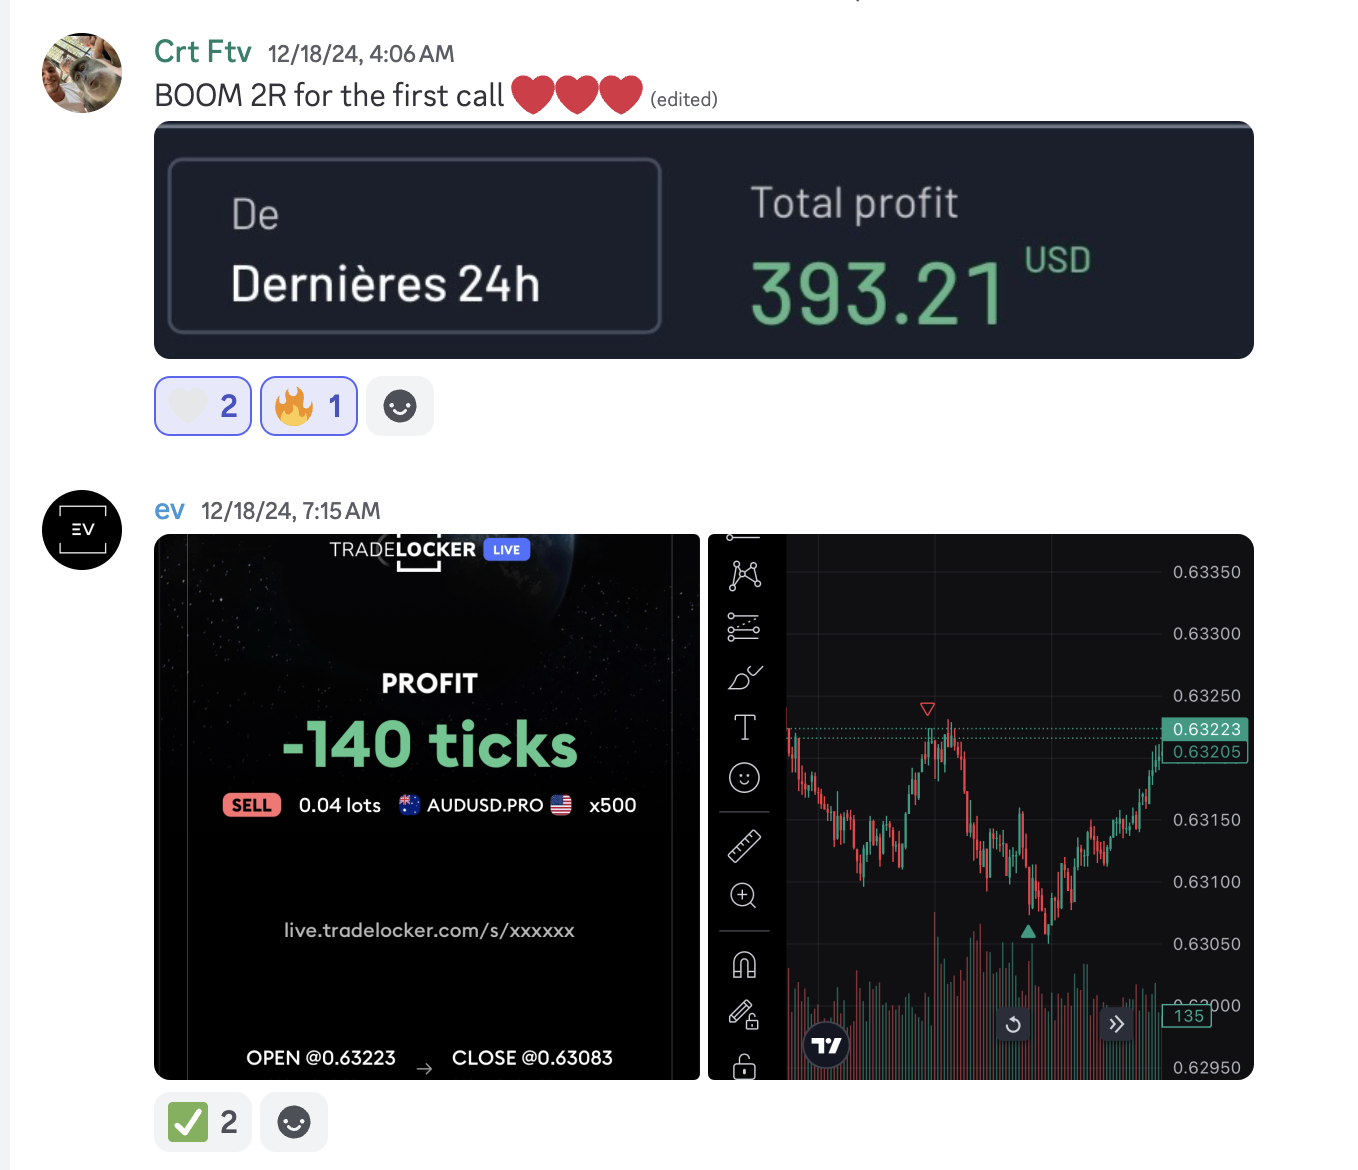 Crt Ftv 12/18/24, 4:06 AM
BOOM 2R for the first call ❤️❤️❤️ (edited)
De
Dernières 24h
Total profit
393.21 USD
2
1
EV
ev 12/18/24, 7:15 AM
TRADELOCKER LIVE
PROFIT
-140 ticks
SELL 0.04 lots AUDUSD.PRO x500
live.tradelocker.com/s/xxxxxx
OPEN @0.63223 → CLOSE @0.63083
T
0.63350
0.63300
0.63250
0.63223
0.63205
0.63150
0.63100
0.63050
135
0.62950
2